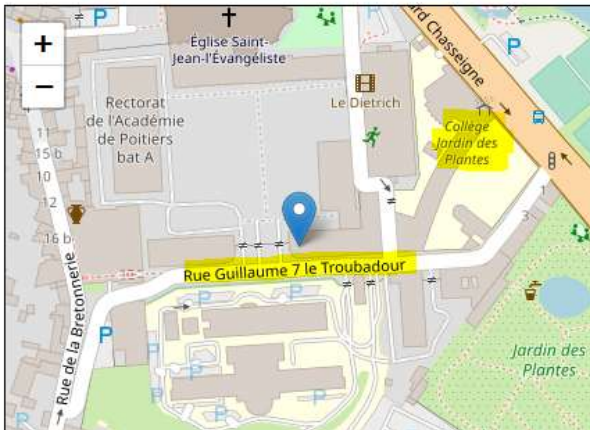 +
−
Église Saint-
Jean-l'Évangéliste
P
ard Chasseigne
Le Dietrich
Rectorat
de l'Académie
de Poitiers
bat A
Collège
Jardin des
Plantes
11
15 b
10
12
16 b
1
3
Rue Guillaume 7 le Troubadour
Rue de la Bretonnerie
P
P
P
P
P
P
P
P
P
Jardin des
Plantes